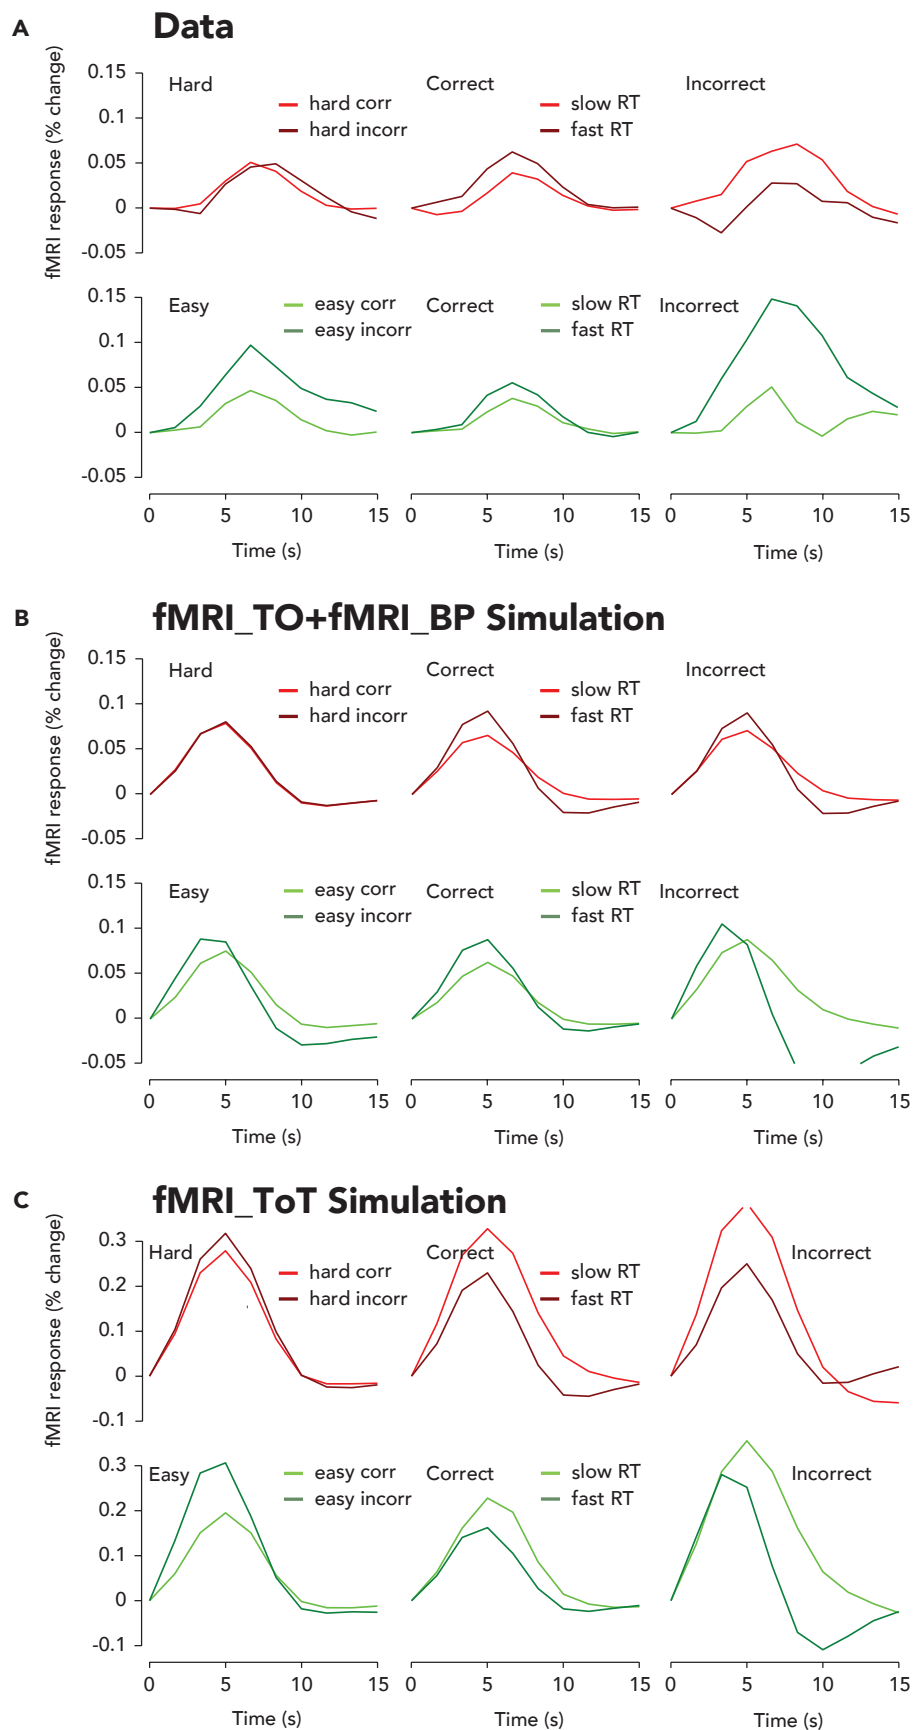 A
Data
fMRI response (% change)
0.15
0.1
0.05
0
-0.05
Hard
hard corr
hard incorr
Correct
slow RT
fast RT
Incorrect
0.15
0.1
0.05
0
-0.05
Easy
easy corr
easy incorr
Correct
slow RT
fast RT
Incorrect
0 5 10 15
0 5 10 15
0 5 10 15
Time (s)
Time (s)
Time (s)
B
fMRI_TO+fMRI_BP Simulation
fMRI response (% change)
0.15
0.1
0.05
0
-0.05
Hard
hard corr
hard incorr
Correct
slow RT
fast RT
Incorrect
0.15
0.1
0.05
0
-0.05
Easy
easy corr
easy incorr
Correct
slow RT
fast RT
Incorrect
0 5 10 15
0 5 10 15
0 5 10 15
Time (s)
Time (s)
Time (s)
C
fMRI_ToT Simulation
fMRI response (% change)
0.3
0.2
0.1
0
-0.1
Hard
hard corr
hard incorr
Correct
slow RT
fast RT
Incorrect
0.3
0.2
0.1
0
-0.1
Easy
easy corr
easy incorr
Correct
slow RT
fast RT
Incorrect
0 5 10 15
0 5 10 15
0 5 10 15
Time (s)
Time (s)
Time (s)